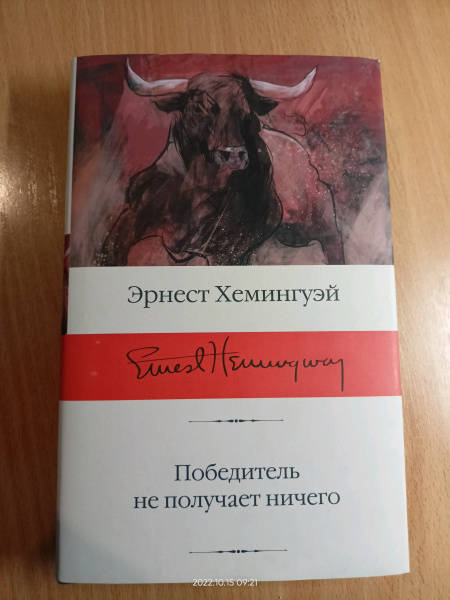 Эрнест Хемингуэй
Ernest Hemingway
Победитель
не получает ничего
2022.10.15 09:21